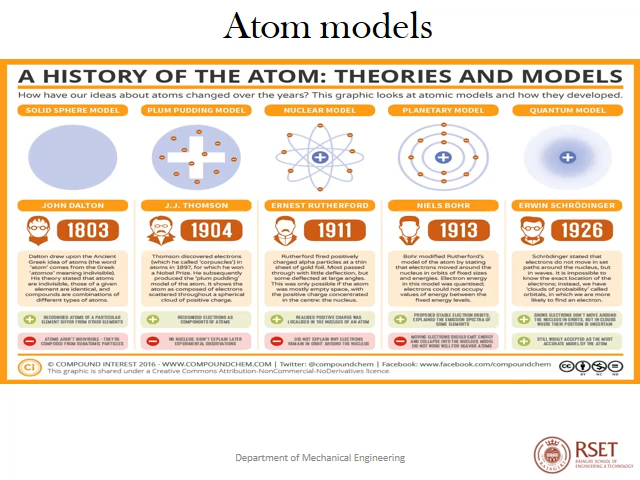 Atom models
A HISTORY OF THE ATOM: THEORIES AND MODELS
How have our ideas about atoms changed over the years? This graphic looks at atomic models and how they developed.
SOLID SPHERE MODEL
PLUM PUDDING MODEL
NUCLEAR MODEL
PLANETARY MODEL
QUANTUM MODEL
JOHN DALTON
J.J. THOMSON
ERNEST RUTHERFORD
NIELS BOHR
ERWIN SCHRÖDINGER
1803
1904
1911
1913
1926
Dalton drew upon the Ancient
Greek idea of atoms (the word
'atom' comes from the Greek
'atomos' meaning indivisible).
His theory stated that atoms
are indivisible, those of a given
element are identical, and
compounds are combinations of
different types of atoms.
Thomson discovered electrons
(which he called 'corpuscles') in
atoms in 1897, for which he won
a Nobel Prize. He subsequently
produced the 'plum pudding'
model of the atom. It shows the
atom as composed of electrons
scattered throughout a spherical
cloud of positive charge.
Rutherford fired positively
charged alpha particles at a thin
sheet of gold foil. Most passed
through with little deflection, but
some deflected at large angles.
This was only possible if the atom
was mostly empty space, with
the positive charge concentrated
in the centre: the nucleus.
Bohr modified Rutherford's
model of the atom by stating
that electrons moved around the
nucleus in orbits of fixed sizes
and energies. Electron energy
in this model was quantised;
electrons could not occupy
values of energy between the
fixed energy levels.
Schrödinger stated that
electrons do not move in set
paths around the nucleus, but
in waves. It is impossible to
know the exact location of the
electrons; instead, we have
'clouds of probability' called
orbitals, in which we are more
likely to find an electron.
RECOGNISED ATOMS OF A PARTICULAR
ELEMENT DIFFER FROM OTHER ELEMENTS
RECOGNISED ELECTRONS AS
COMPONENTS OF ATOMS
REALISED POSITIVE CHARGE WAS
LOCALISED IN THE NUCLEUS OF AN ATOM
PROPOSED STABLE ELECTRON ORBITS;
EXPLAINED THE EMISSION SPECTRA OF
SOME ELEMENTS
SHOWS ELECTRONS DON'T MOVE AROUND
THE NUCLEUS IN ORBITS, BUT IN CLOUDS
WHERE THEIR POSITION IS UNCERTAIN
ATOMS AREN'T INDIVISIBLE - THEY'RE
COMPOSED FROM SUBATOMIC PARTICLES
NO NUCLEUS; DIDN'T EXPLAIN LATER
EXPERIMENTAL OBSERVATIONS
DID NOT EXPLAIN WHY ELECTRONS
REMAIN IN ORBIT AROUND THE NUCLEUS
MOVING ELECTRONS SHOULD EMIT ENERGY
AND COLLAPSE INTO THE NUCLEUS; MODEL
DID NOT WORK WELL FOR HEAVIER ATOMS
STILL WIDELY ACCEPTED AS THE MOST
ACCURATE MODEL OF THE ATOM
Ci © COMPOUND INTEREST 2016 - WWW.COMPOUNDCHEM.COM | Twitter: @compoundchem | Facebook: www.facebook.com/compoundchem
This graphic is shared under a Creative Commons Attribution-NonCommercial-NoDerivatives licence.
CC BY NC ND
Department of Mechanical Engineering
RSET
RAJAGIRI SCHOOL OF
ENGINEERING & TECHNOLOGY